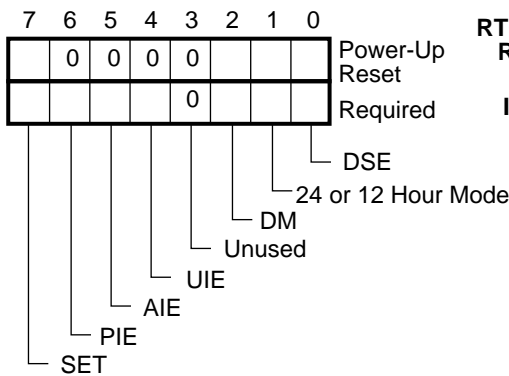 7 6 5 4 3 2 1 0
RT
0 0 0 0 Power-Up
R
Reset
0 Required
I
DSE
24 or 12 Hour Mode
DM
Unused
UIE
AIE
PIE
SET